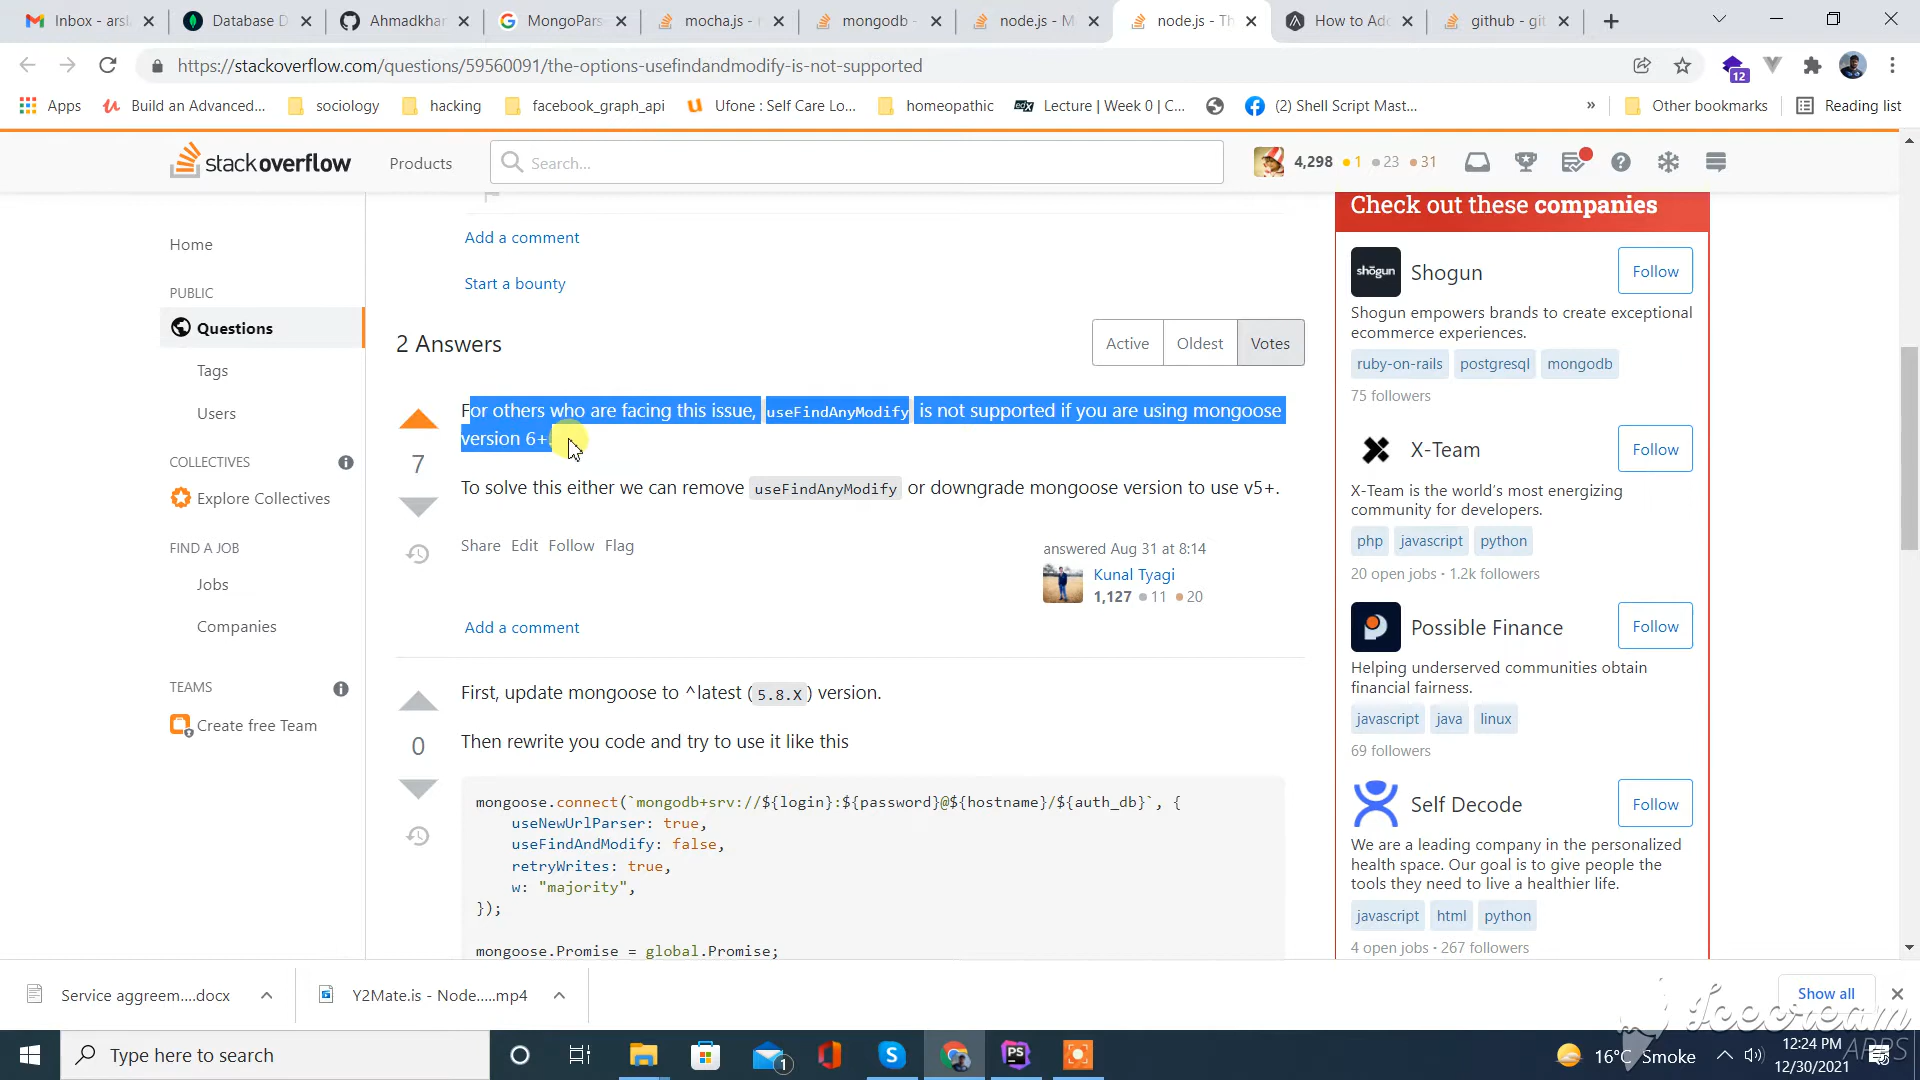 Inbox - arsl
Database D
Ahmadkhan
MongoParse
mocha.js -
mongodb -
node.js - M
node.js - Th
How to Add
github - git
https://stackoverflow.com/questions/59560091/the-options-usefindandmodify-is-not-supported
12
Apps
Build an Advanced...
sociology
hacking
facebook_graph_api
Ufone : Self Care Lo...
homeopathic
edX Lecture | Week 0 | C...
(2) Shell Script Mast...
»
Other bookmarks
Reading list
stackoverflow
Products
Search...
4,298 1 23 31
Check out these companies
Add a comment
Start a bounty
Home
PUBLIC
Questions
Tags
Users
COLLECTIVES
Explore Collectives
FIND A JOB
Jobs
Companies
TEAMS
Create free Team
2 Answers
Active
Oldest
Votes
For others who are facing this issue, useFindAnyModify is not supported if you are using mongoose
version 6+.
7
To solve this either we can remove useFindAnyModify or downgrade mongoose version to use v5+.
Share Edit Follow Flag
answered Aug 31 at 8:14
Kunal Tyagi
1,127 11 20
Add a comment
First, update mongoose to ^latest (5.8.X) version.
0
Then rewrite you code and try to use it like this
mongoose.connect(`mongodb+srv://${login}:${password}@${hostname}/${auth_db}`, {
useNewUrlParser: true,
useFindAndModify: false,
retryWrites: true,
w: "majority",
});
mongoose.Promise = global.Promise;
shōgun
Shogun
Follow
Shogun empowers brands to create exceptional
ecommerce experiences.
ruby-on-rails postgresql mongodb
75 followers
X-Team
Follow
X-Team is the world's most energizing
community for developers.
php javascript python
20 open jobs · 1.2k followers
Possible Finance
Follow
Helping underserved communities obtain
financial fairness.
javascript java linux
69 followers
Self Decode
Follow
We are a leading company in the personalized
health space. Our goal is to give people the
tools they need to live a healthier life.
javascript html python
4 open jobs · 267 followers
Service aggreem....docx
Y2Mate.is - Node.....mp4
Show all
Icecream
APPS
Type here to search
1
S
PS
16°C Smoke
12:24 PM
12/30/2021